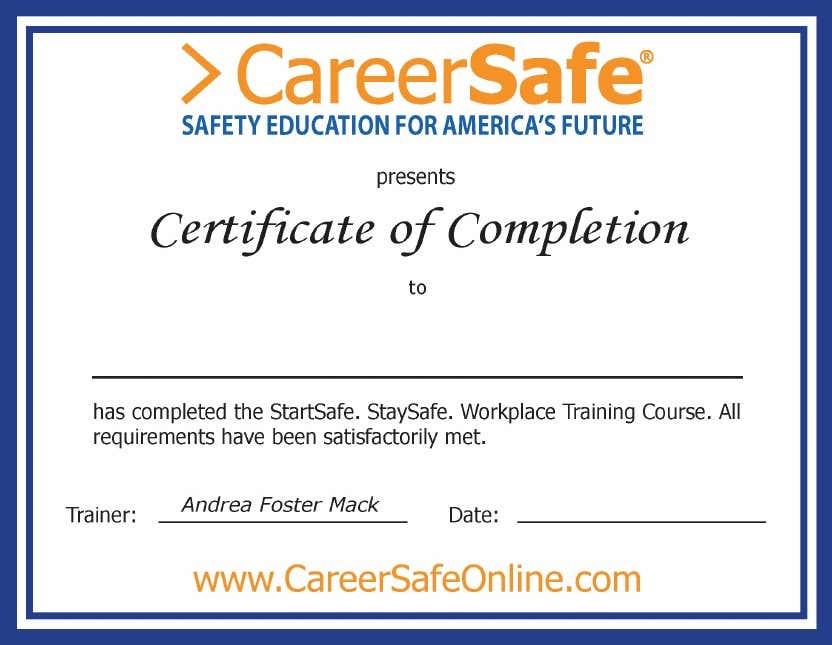 > CareerSafe®
SAFETY EDUCATION FOR AMERICA'S FUTURE
presents
Certificate of Completion
to
has completed the StartSafe. StaySafe. Workplace Training Course. All
requirements have been satisfactorily met.
Trainer: Andrea Foster Mack Date:
www.CareerSafeOnline.com